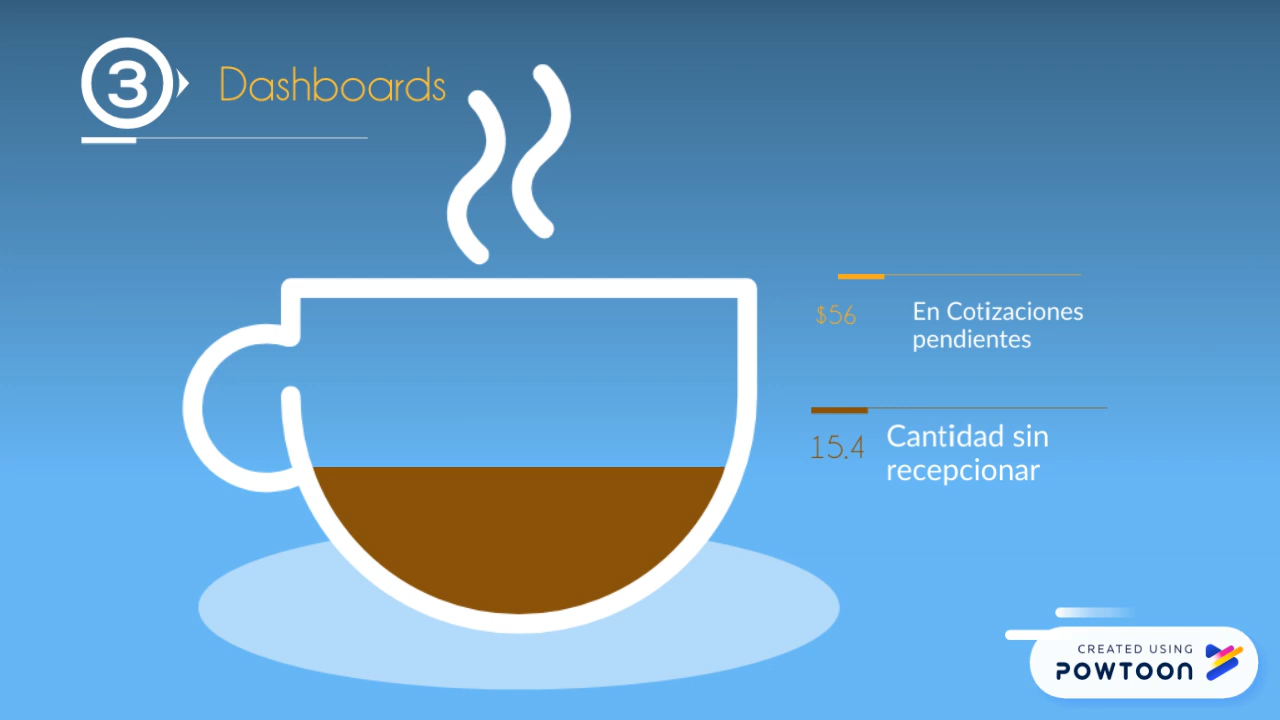 3
Dashboards
$56
En Cotizaciones
pendientes
15.4
Cantidad sin
recepcionar
CREATED USING
POWTOON